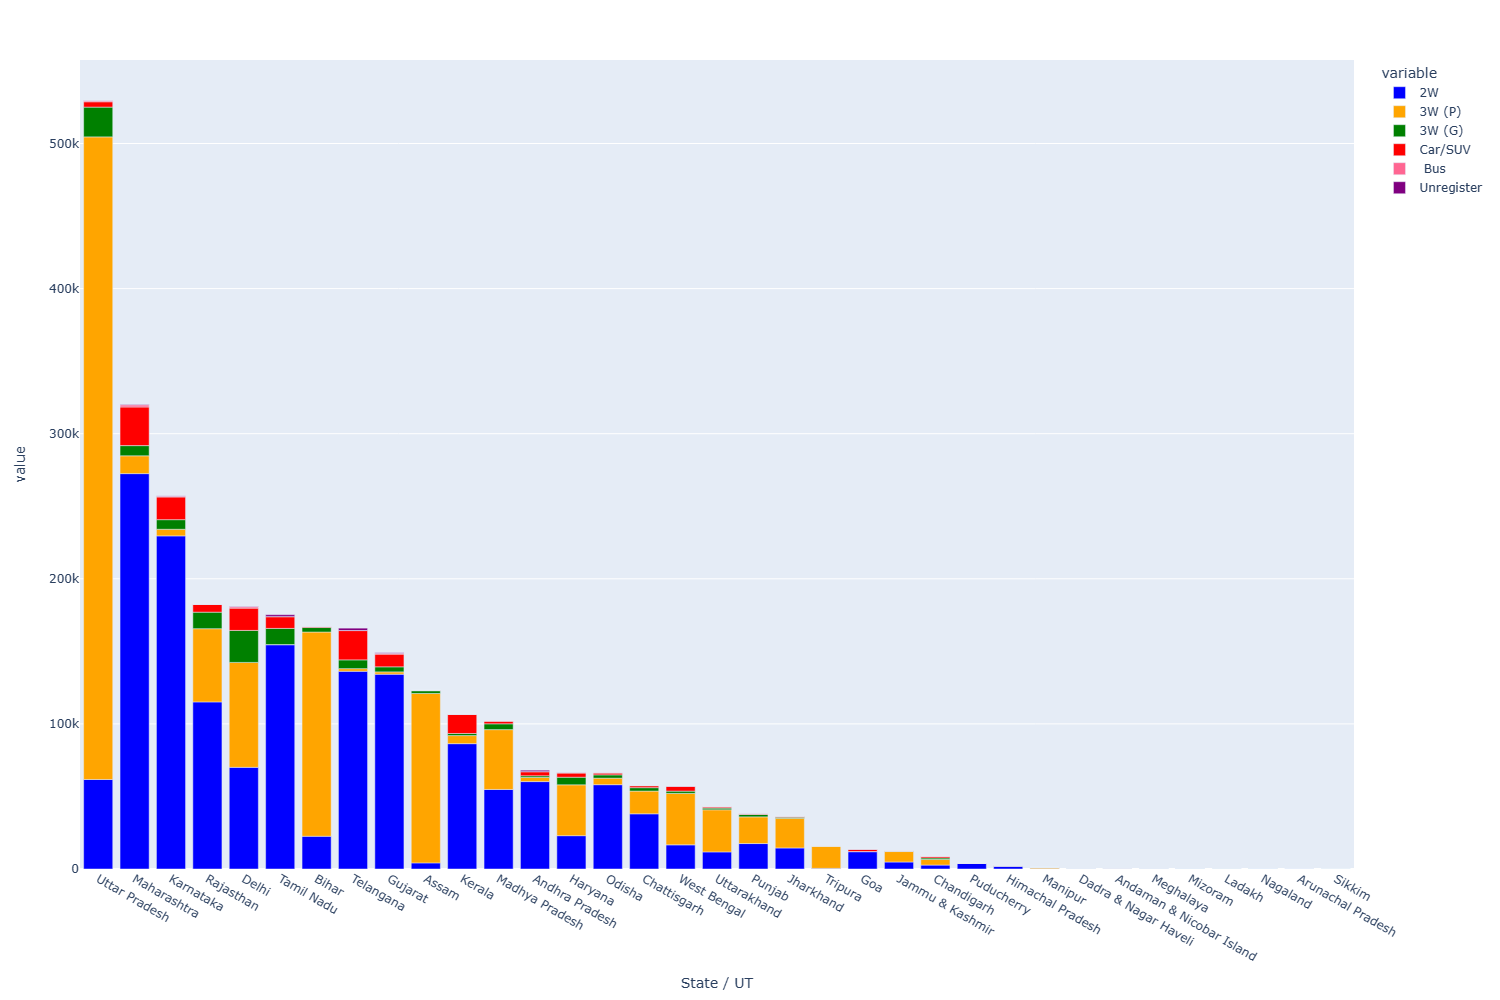 variable
2W
3W (P)
3W (G)
Car/SUV
Bus
Unregister
500k
400k
300k
200k
100k
0
value
Uttar Pradesh
Maharashtra
Karnataka
Rajasthan
Delhi
Tamil Nadu
Bihar
Telangana
Gujarat
Assam
Kerala
Madhya Pradesh
Andhra Pradesh
Haryana
Odisha
Chattisgarh
West Bengal
Uttarakhand
Punjab
Jharkhand
Tripura
Goa
Jammu & Kashmir
Chandigarh
Puducherry
Himachal Pradesh
Manipur
Dadra & Nagar Haveli
Andaman & Nicobar Island
Meghalaya
Mizoram
Ladakh
Nagaland
Arunachal Pradesh
Sikkim
State / UT